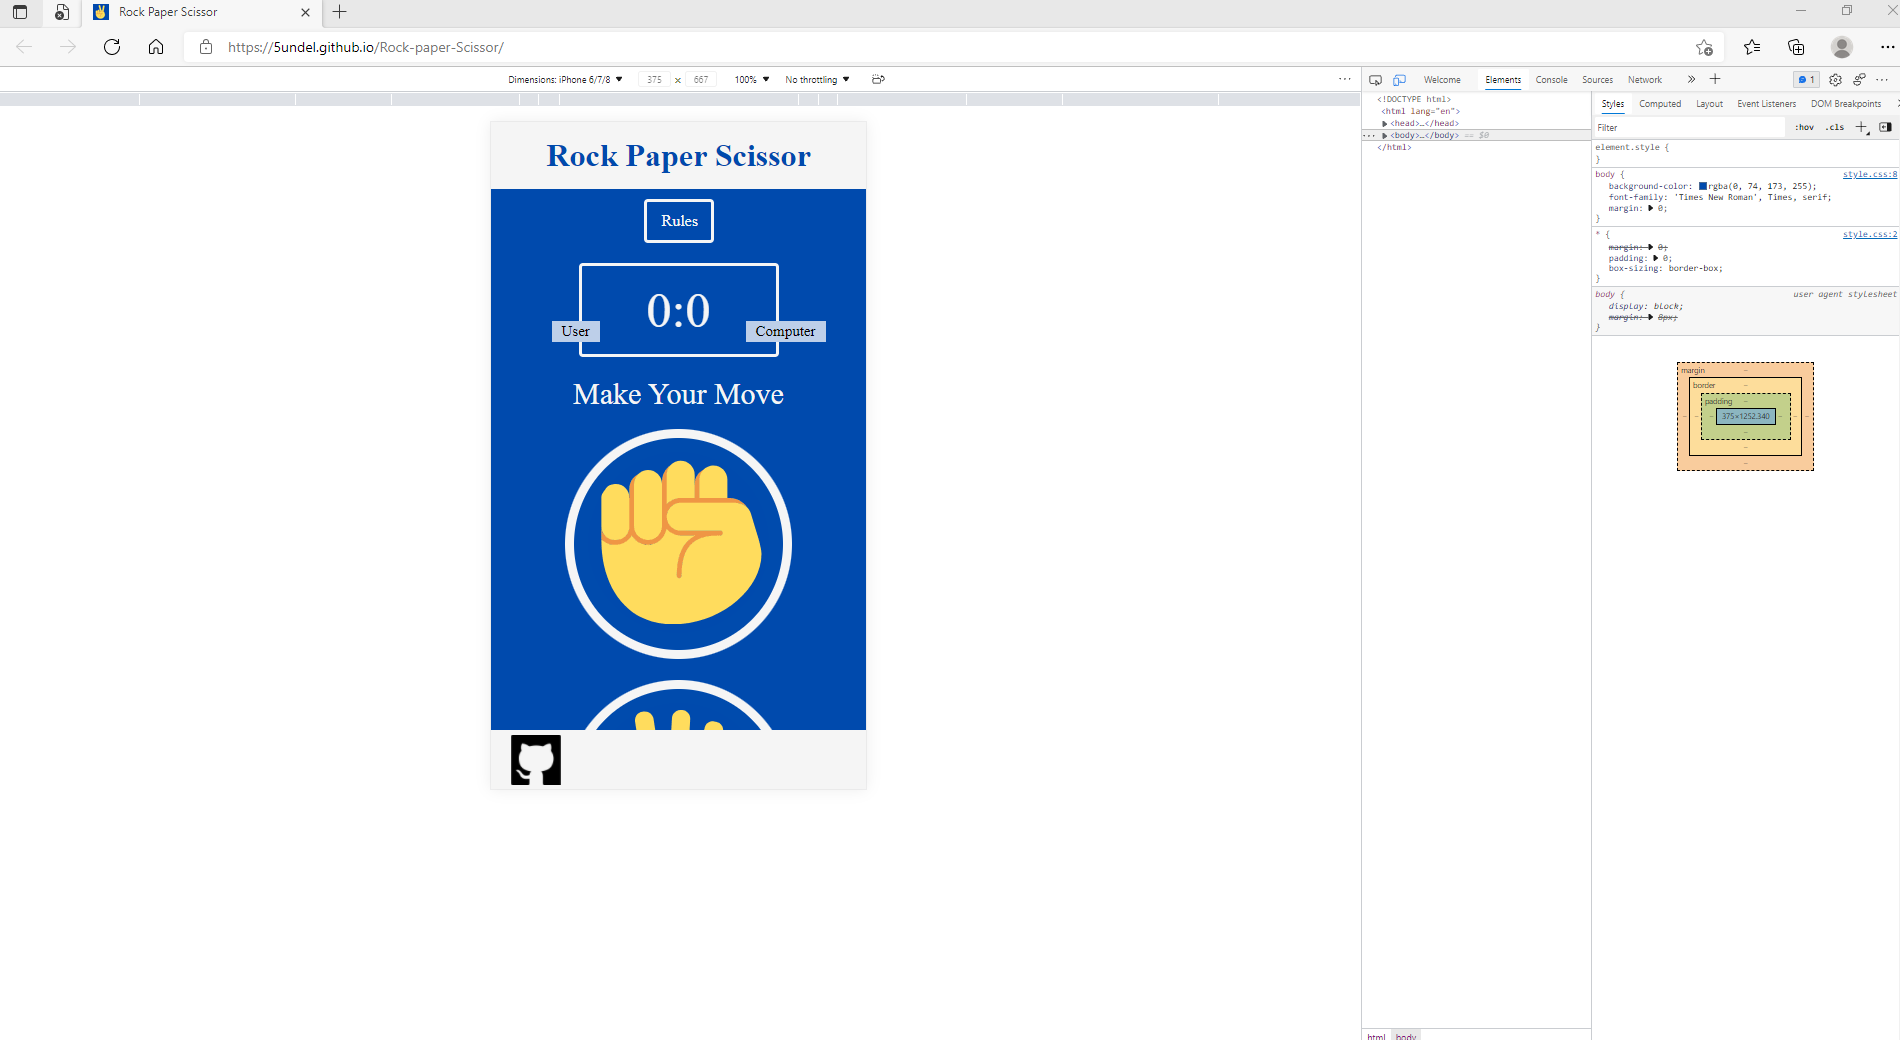 Rock Paper Scissor
https://5undel.github.io/Rock-paper-Scissor/
Dimensions: iPhone 6/7/8 ▼ 375 × 667 100% ▼ No throttling ▼
Rock Paper Scissor
Rules
0:0
User
Computer
Make Your Move
Welcome Elements Console Sources Network » + 1
<!DOCTYPE html>
<html lang="en">
<head>…</head>
<body>…</body> == $0
</html>
html body
Styles Computed Layout Event Listeners DOM Breakpoints
Filter :hov .cls
element.style {
}
body { style.css:8
background-color: rgba(0, 74, 173, 255);
font-family: 'Times New Roman', Times, serif;
margin: 0;
}
* { style.css:2
margin: 0;
padding: 0;
box-sizing: border-box;
}
body { user agent stylesheet
display: block;
margin: 8px;
}
margin –
border –
padding –
375×1252.340